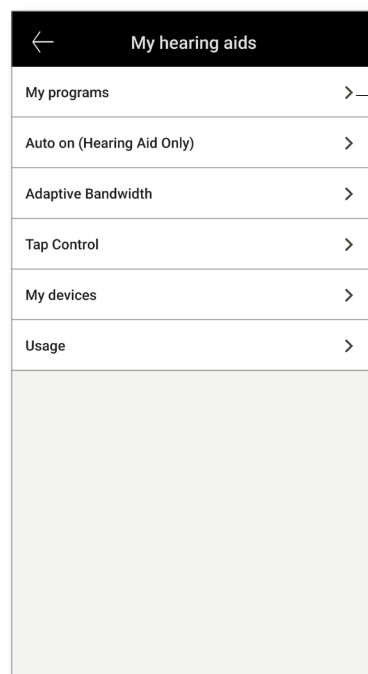 My hearing aids
My programs
Auto on (Hearing Aid Only)
Adaptive Bandwidth
Tap Control
My devices
Usage